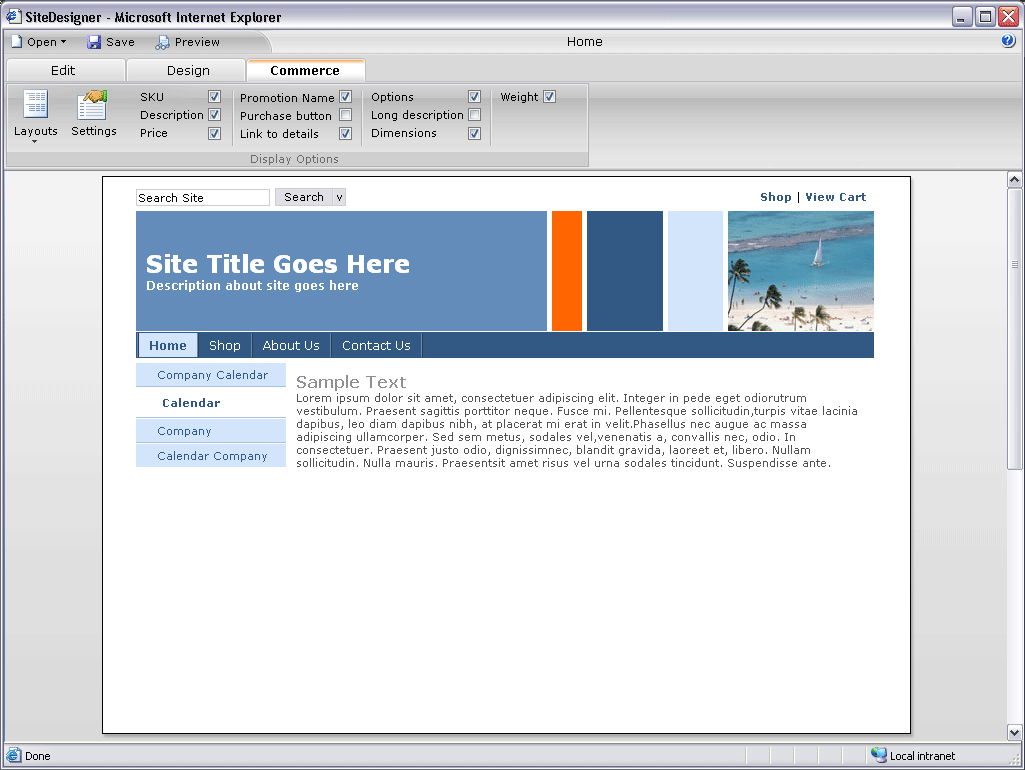 SiteDesigner - Microsoft Internet Explorer
Open Save Preview Home
Edit Design Commerce
SKU Promotion Name Options Weight
Description Purchase button Long description
Price Link to details Dimensions
Layouts Settings
Display Options
Search Site Search v Shop | View Cart
Site Title Goes Here
Description about site goes here
Home Shop About Us Contact Us
Company Calendar
Calendar
Company
Calendar Company
Sample Text
Lorem ipsum dolor sit amet, consectetuer adipiscing elit. Integer in pede eget odiorutrum
vestibulum. Praesent sagittis porttitor neque. Fusce mi. Pellentesque sollicitudin,turpis vitae lacinia
dapibus, leo diam dapibus nibh, at placerat mi erat in velit.Phasellus nec augue ac massa
adipiscing ullamcorper. Sed sem metus, sodales vel,venenatis a, convallis nec, odio. In
consectetuer. Praesent justo odio, dignissimnec, blandit gravida, laoreet et, libero. Nullam
sollicitudin. Nulla mauris. Praesentsit amet risus vel urna sodales tincidunt. Suspendisse ante.
Done Local intranet